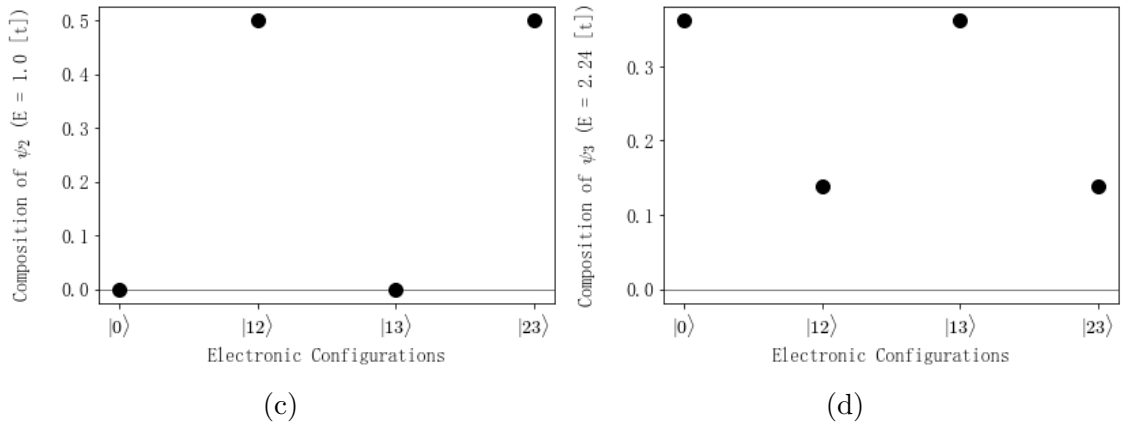 Composition of ψ₂ (E = 1.0 [t])
0.5
0.4
0.3
0.2
0.1
0.0
|0⟩ |12⟩ |13⟩ |23⟩
Electronic Configurations
(c)
Composition of ψ₃ (E = 2.24 [t])
0.3
0.2
0.1
0.0
|0⟩ |12⟩ |13⟩ |23⟩
Electronic Configurations
(d)